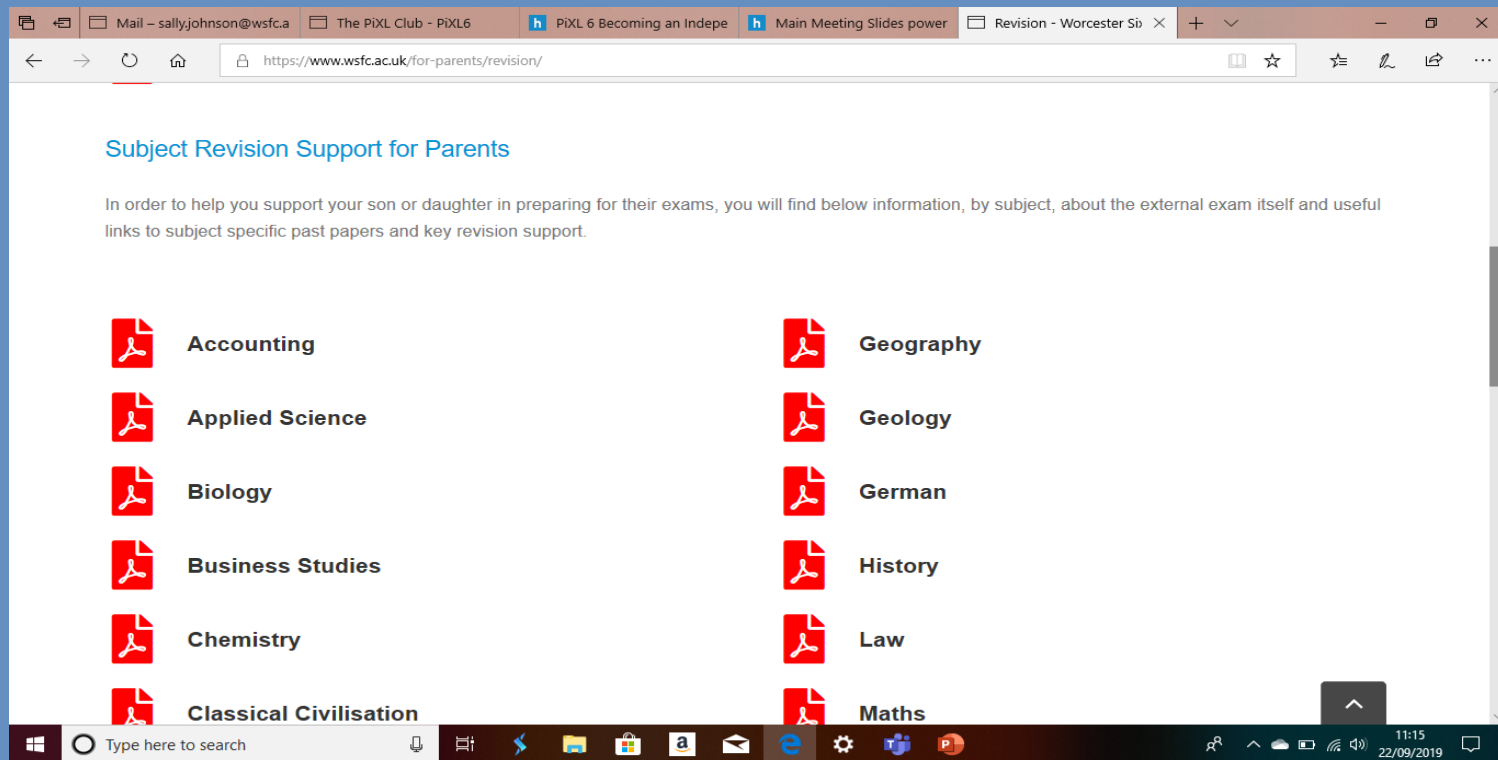 Mail – sally.johnson@wsfc.a
The PiXL Club - PiXL6
h PiXL 6 Becoming an Indepe
h Main Meeting Slides power
Revision - Worcester Six
https://www.wsfc.ac.uk/for-parents/revision/
Subject Revision Support for Parents
In order to help you support your son or daughter in preparing for their exams, you will find below information, by subject, about the external exam itself and useful
links to subject specific past papers and key revision support.
Accounting
Geography
Applied Science
Geology
Biology
German
Business Studies
History
Chemistry
Law
Classical Civilisation
Maths
Type here to search
11:15
22/09/2019